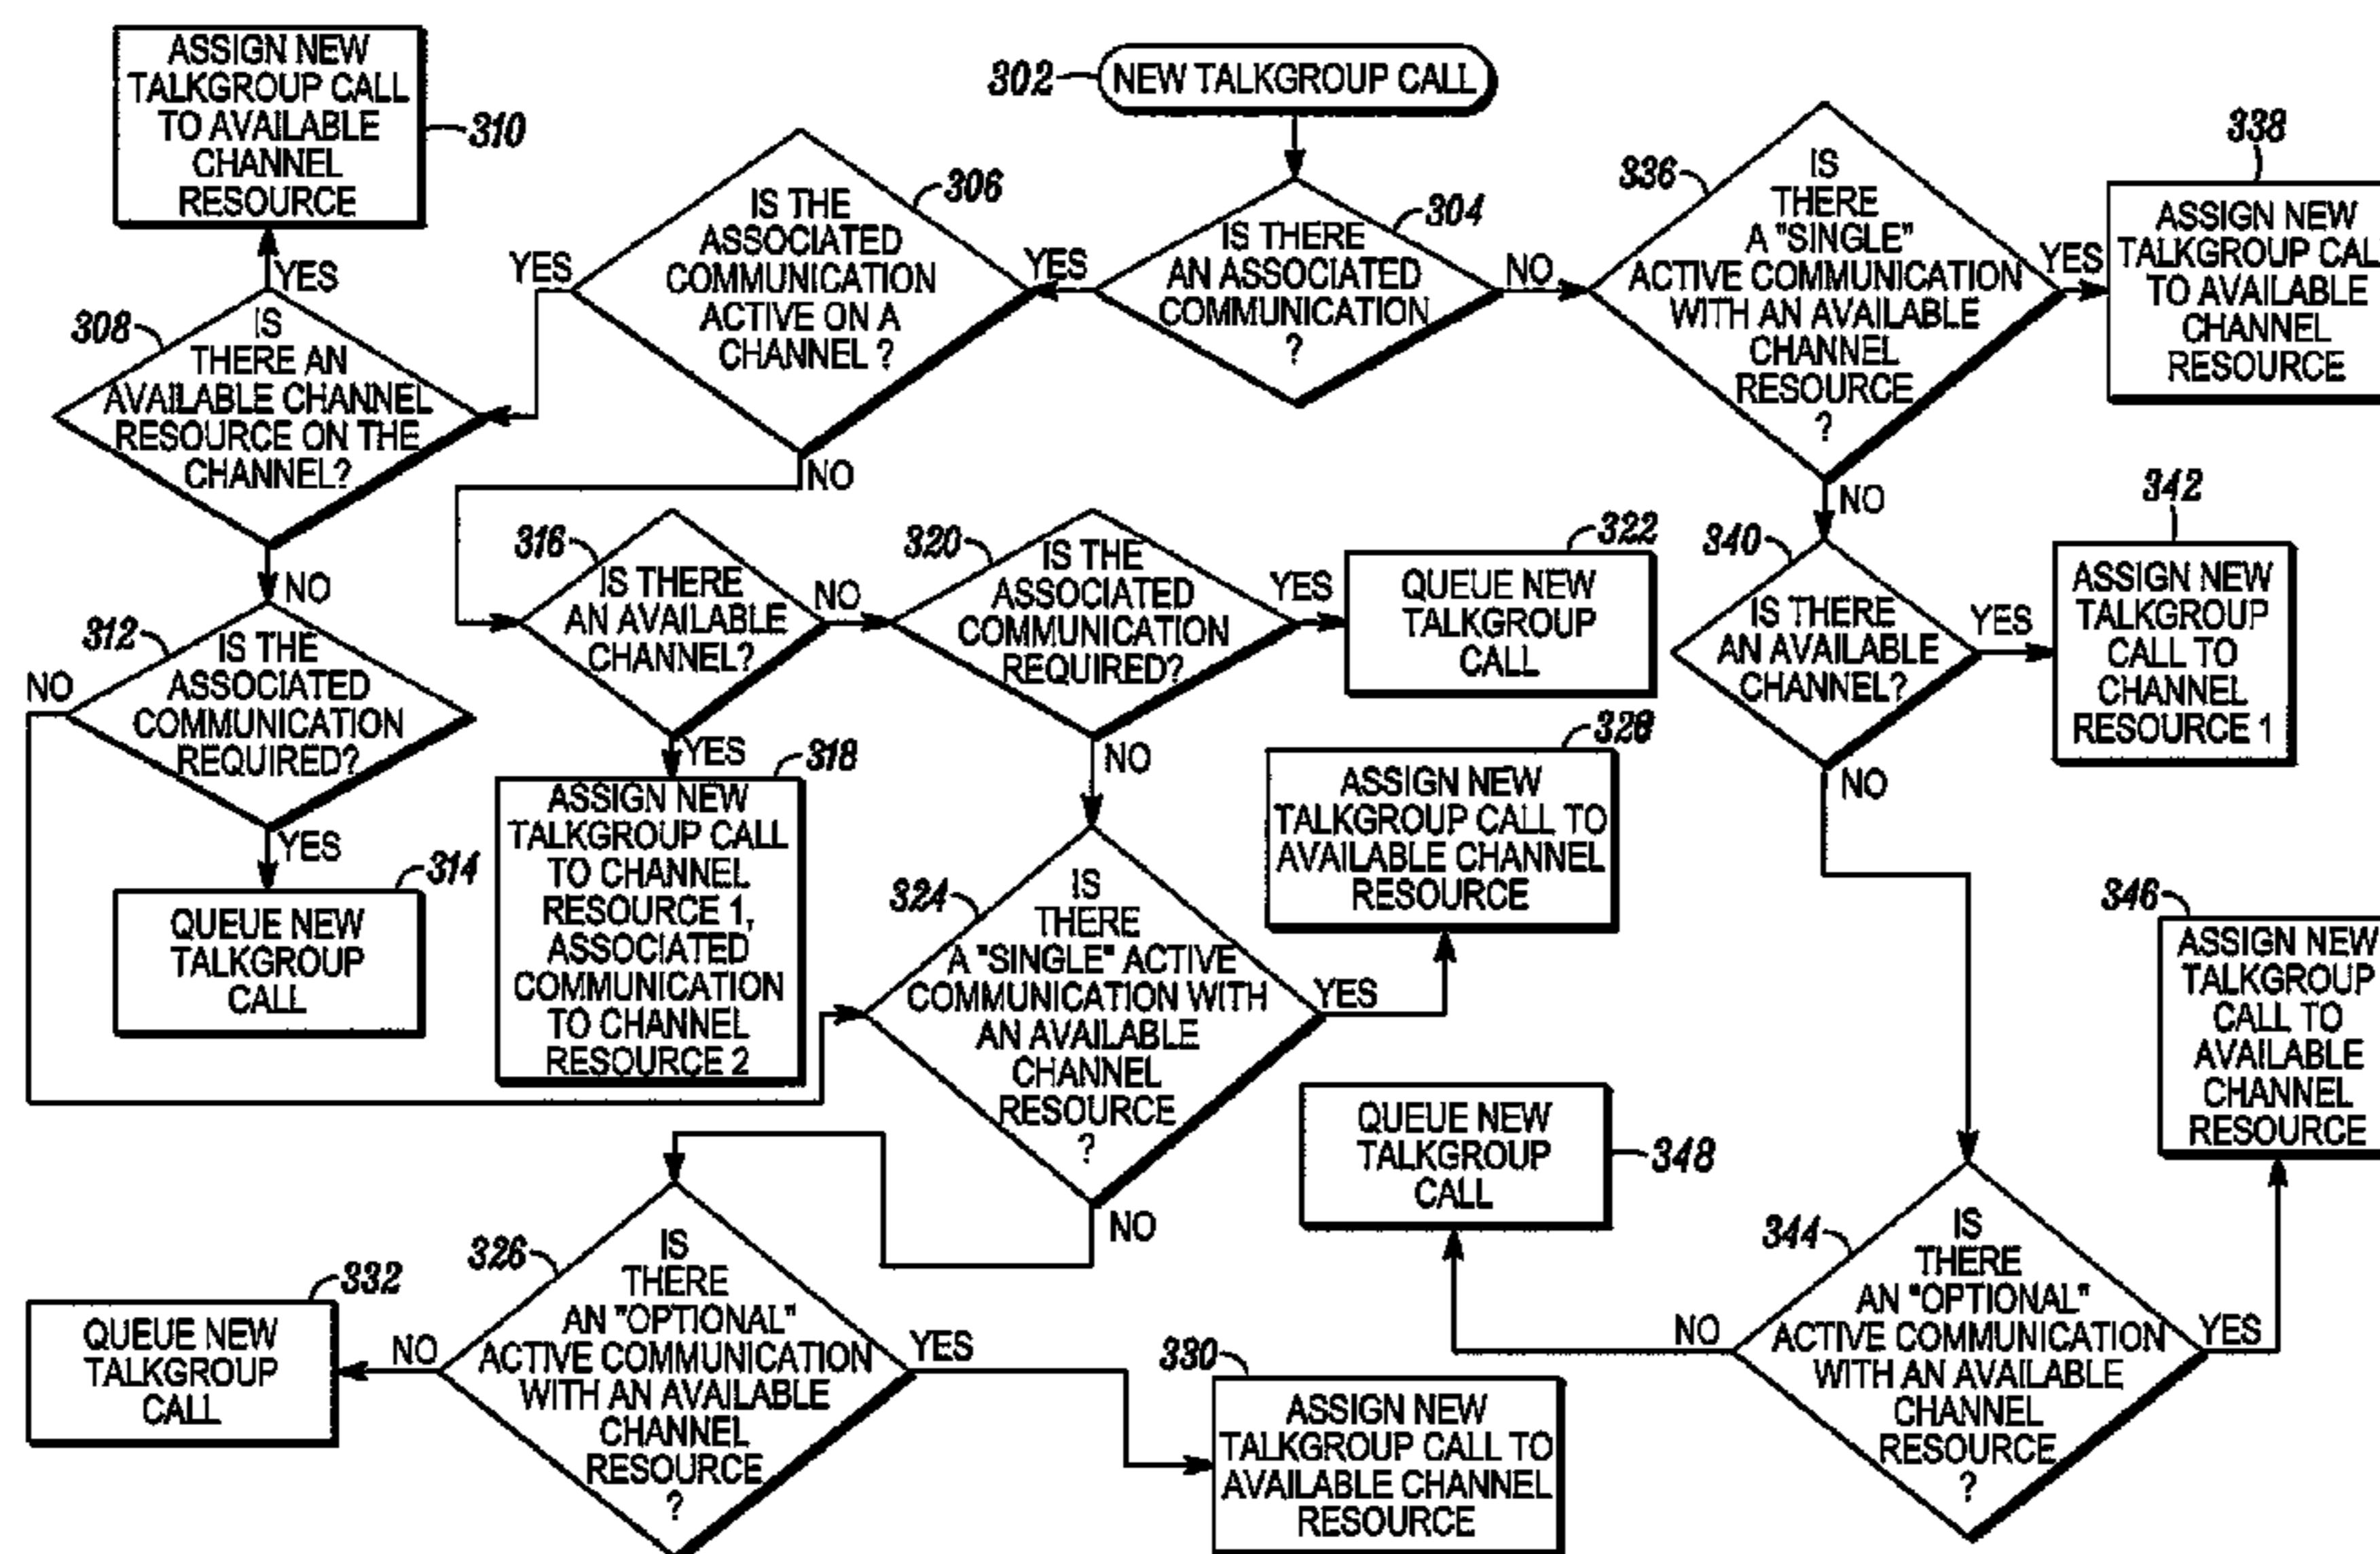 302
NEW TALKGROUP CALL
304
IS THERE
AN ASSOCIATED
COMMUNICATION
?
YES
NO
306
IS THE
ASSOCIATED
COMMUNICATION
ACTIVE ON A
CHANNEL ?
YES
NO
308
IS
THERE AN
AVAILABLE CHANNEL
RESOURCE ON THE
CHANNEL?
YES
NO
310
ASSIGN NEW
TALKGROUP CALL
TO AVAILABLE
CHANNEL
RESOURCE
312
IS THE
ASSOCIATED
COMMUNICATION
REQUIRED?
NO
YES
314
QUEUE NEW
TALKGROUP
CALL
316
IS THERE
AN AVAILABLE
CHANNEL?
NO
YES
318
ASSIGN NEW
TALKGROUP CALL
TO CHANNEL
RESOURCE 1,
ASSOCIATED
COMMUNICATION
TO CHANNEL
RESOURCE 2
320
IS THE
ASSOCIATED
COMMUNICATION
REQUIRED?
YES
NO
322
QUEUE NEW
TALKGROUP
CALL
324
IS
THERE
A "SINGLE" ACTIVE
COMMUNICATION WITH
AN AVAILABLE
CHANNEL
RESOURCE
?
YES
NO
328
ASSIGN NEW
TALKGROUP CALL TO
AVAILABLE CHANNEL
RESOURCE
326
IS
THERE
AN "OPTIONAL"
ACTIVE COMMUNICATION
WITH AN AVAILABLE
CHANNEL
RESOURCE
?
NO
YES
332
QUEUE NEW
TALKGROUP
CALL
330
ASSIGN NEW
TALKGROUP CALL TO
AVAILABLE CHANNEL
RESOURCE
336
IS
THERE
A "SINGLE"
ACTIVE COMMUNICATION
WITH AN AVAILABLE
CHANNEL
RESOURCE
?
YES
NO
338
ASSIGN NEW
TALKGROUP CALL
TO AVAILABLE
CHANNEL
RESOURCE
340
IS THERE
AN AVAILABLE
CHANNEL?
YES
NO
342
ASSIGN NEW
TALKGROUP
CALL TO
CHANNEL
RESOURCE 1
344
IS
THERE
AN "OPTIONAL"
ACTIVE COMMUNICATION
WITH AN AVAILABLE
CHANNEL
RESOURCE
?
NO
YES
346
ASSIGN NEW
TALKGROUP
CALL TO
AVAILABLE
CHANNEL
RESOURCE
348
QUEUE NEW
TALKGROUP
CALL